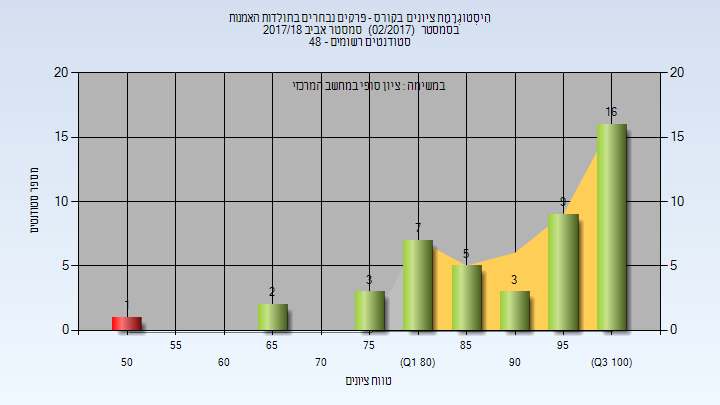 היסטוגרמת ציונים בקורס - פרקים נבחרים בתולדות האמנות
בסמסטר (02/2017) סמסטר אביב 2017/18
סטודנטים רשומים - 48
במשימה : ציון סופי במחשב המרכזי
20 20
15 15
10 10
5 5
0 0
מספר סטודנטים
1
2
3
7
5
3
9
16
55 65 75 85 95
50 60 70 (Q1 80) 90 (Q3 100)
טווח ציונים